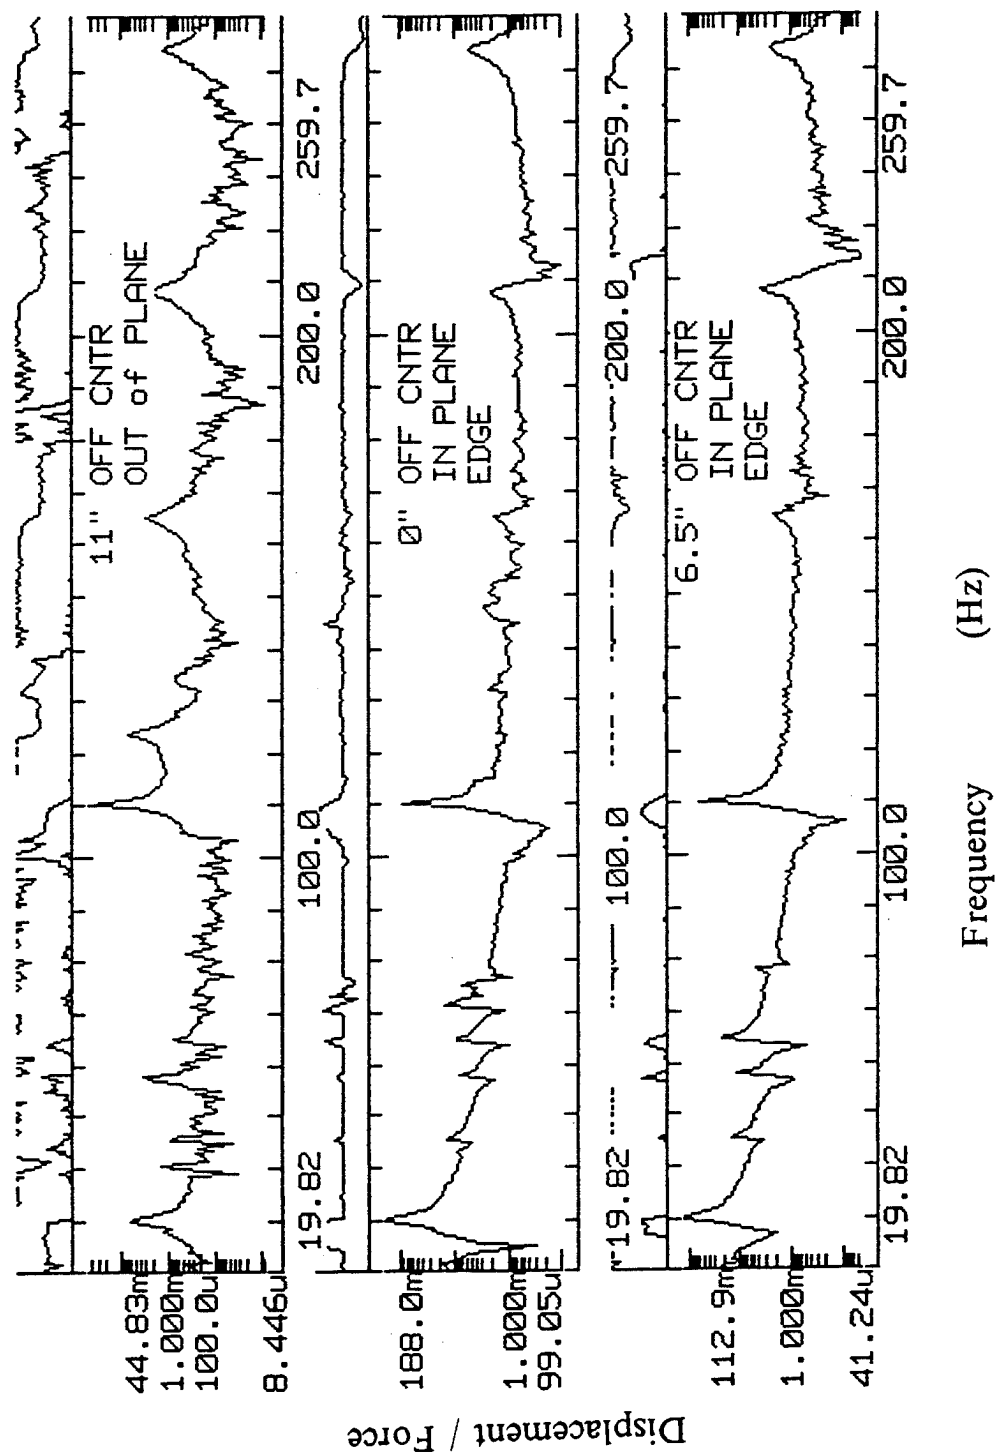 44.83m
1.000m
100.0u
8.446u
11" OFF CNTR
OUT of PLANE
19.82
100.0
200.0
259.7
188.0m
1.000m
99.05u
0" OFF CNTR
IN PLANE
EDGE
19.82
100.0
200.0
259.7
112.9m
1.000m
41.24u
6.5" OFF CNTR
IN PLANE
EDGE
19.82
100.0
200.0
259.7
Displacement / Force
Frequency (Hz)